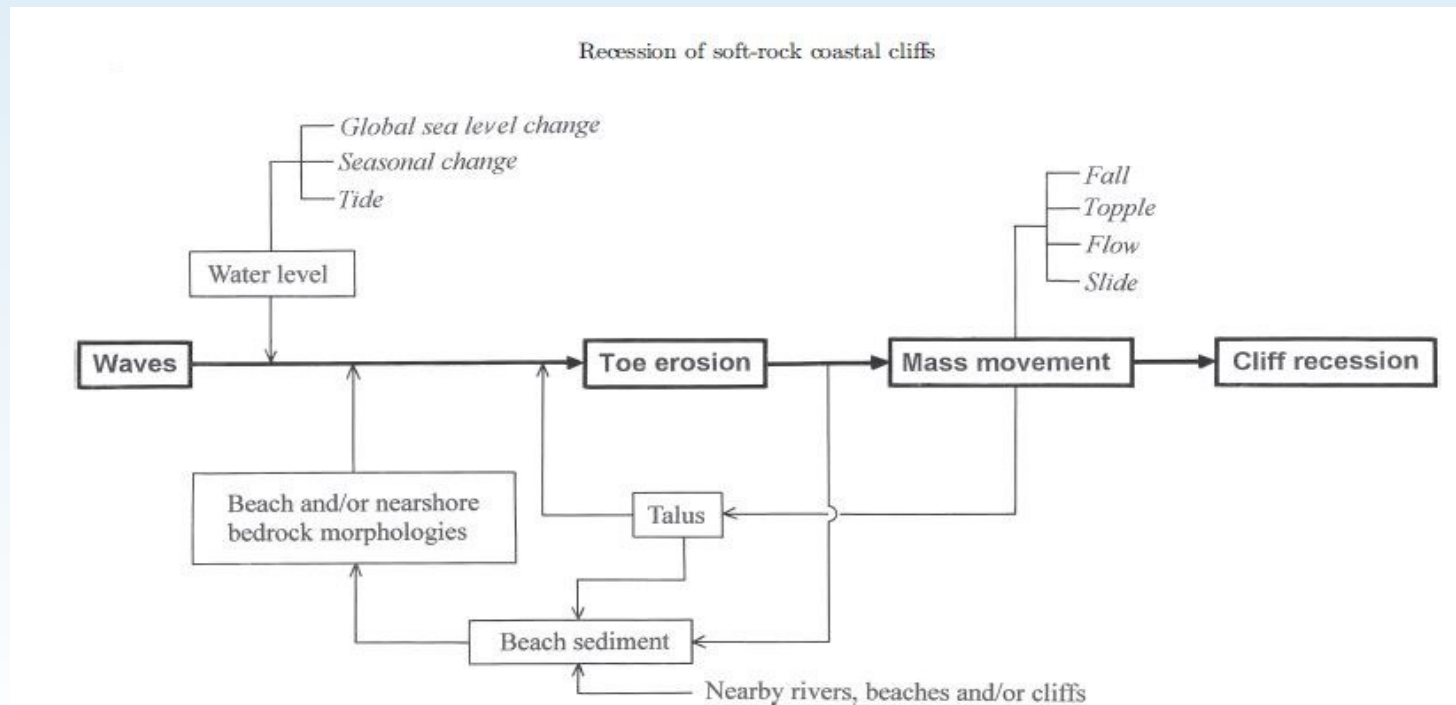 Recession of soft-rock coastal cliffs
Global sea level change
Seasonal change
Tide
Fall
Topple
Flow
Slide
Water level
Waves
Toe erosion
Mass movement
Cliff recession
Beach and/or nearshore
bedrock morphologies
Talus
Beach sediment
Nearby rivers, beaches and/or cliffs